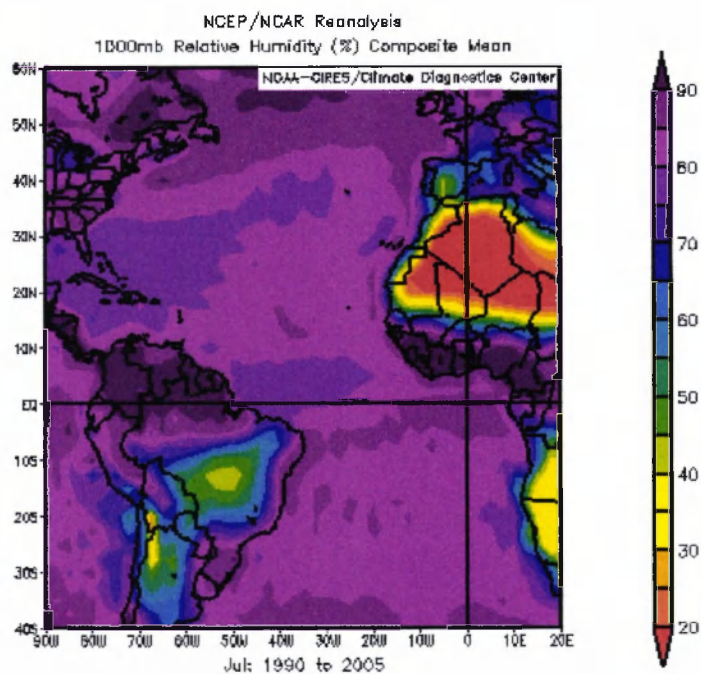 NCEP/NCAR Reanalysis
1000mb Relative Humidity (%) Composite Mean
NOAA-CIRES/Climate Diagnostics Center
60N
50N
40N
30N
20N
10N
EQ
10S
20S
30S
40S
90W 80W 70W 60W 50W 40W 30W 20W 10W 0 10E 20E
Jul: 1990 to 2005
90
80
70
60
50
40
30
20